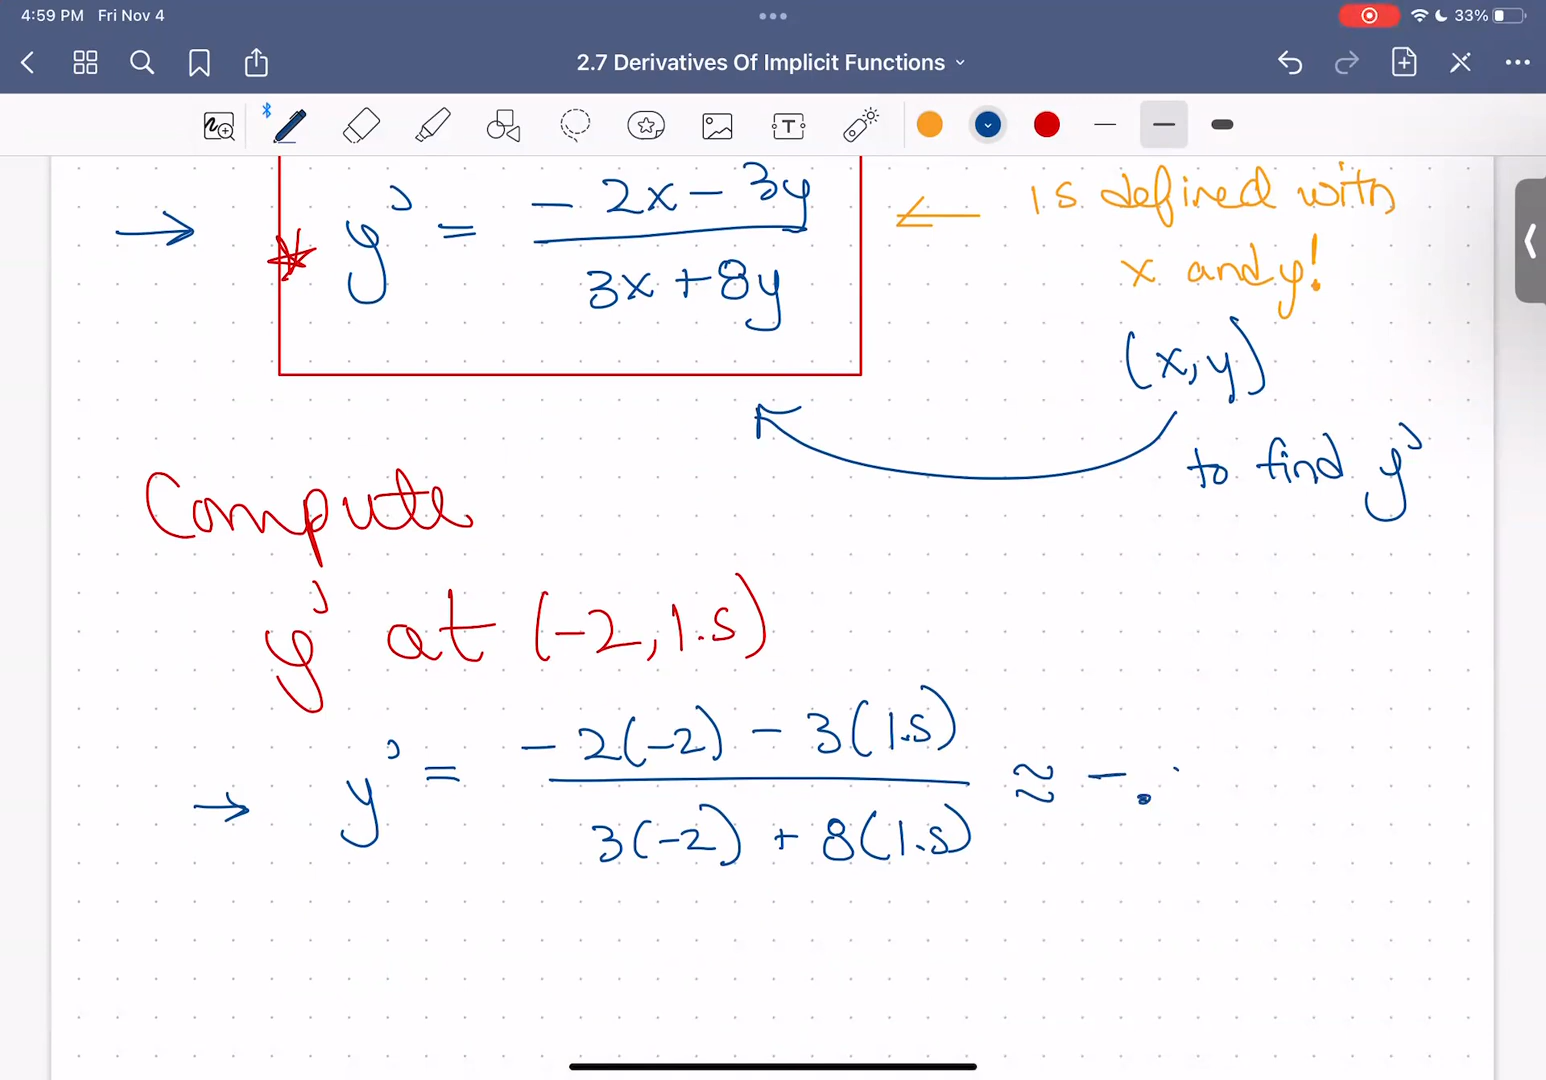 4:59 PM Fri Nov 4
33%
2.7 Derivatives Of Implicit Functions
T
→ * y' = (- 2x - 3y) / (3x + 8y)
← is defined with
x and y!
(x, y)
to find y'
Compute
y' at (-2, 1.5)
→ y' = (- 2(-2) - 3(1.5)) / (3(-2) + 8(1.5)) ≈ - .